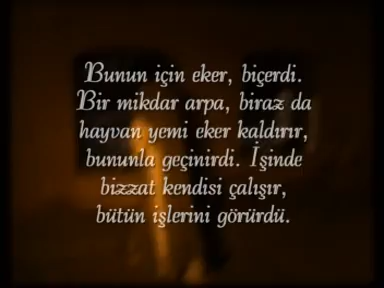 Bunun için eker, biçerdi.
Bir mikdar arpa, biraz da
hayvan yemi eker kaldırır,
bununla geçinirdi. İşinde
bizzat kendisi çalışır,
bütün işlerini görürdü.